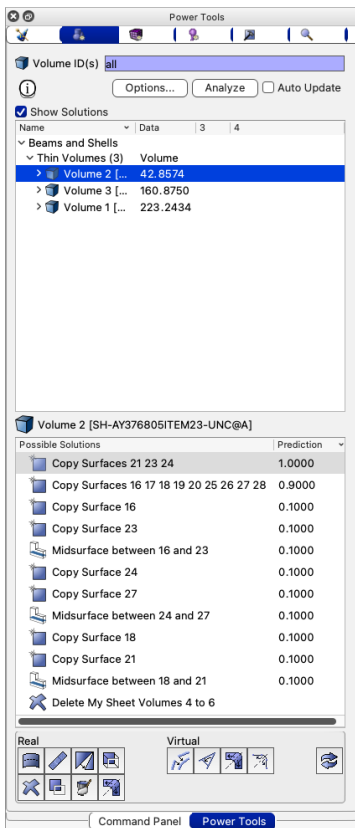 Power Tools
Volume ID(s) all
Options... Analyze Auto Update
Show Solutions
Name Data 3 4
Beams and Shells
Thin Volumes (3) Volume
Volume 2 [... 42.8574
Volume 3 [... 160.8750
Volume 1 [... 223.2434
Volume 2 [SH-AY376805ITEM23-UNC@A]
Possible Solutions Prediction
Copy Surfaces 21 23 24 1.0000
Copy Surfaces 16 17 18 19 20 25 26 27 28 0.9000
Copy Surface 16 0.1000
Copy Surface 23 0.1000
Midsurface between 16 and 23 0.1000
Copy Surface 24 0.1000
Copy Surface 27 0.1000
Midsurface between 24 and 27 0.1000
Copy Surface 18 0.1000
Copy Surface 21 0.1000
Midsurface between 18 and 21 0.1000
Delete My Sheet Volumes 4 to 6
Real Virtual
Command Panel Power Tools